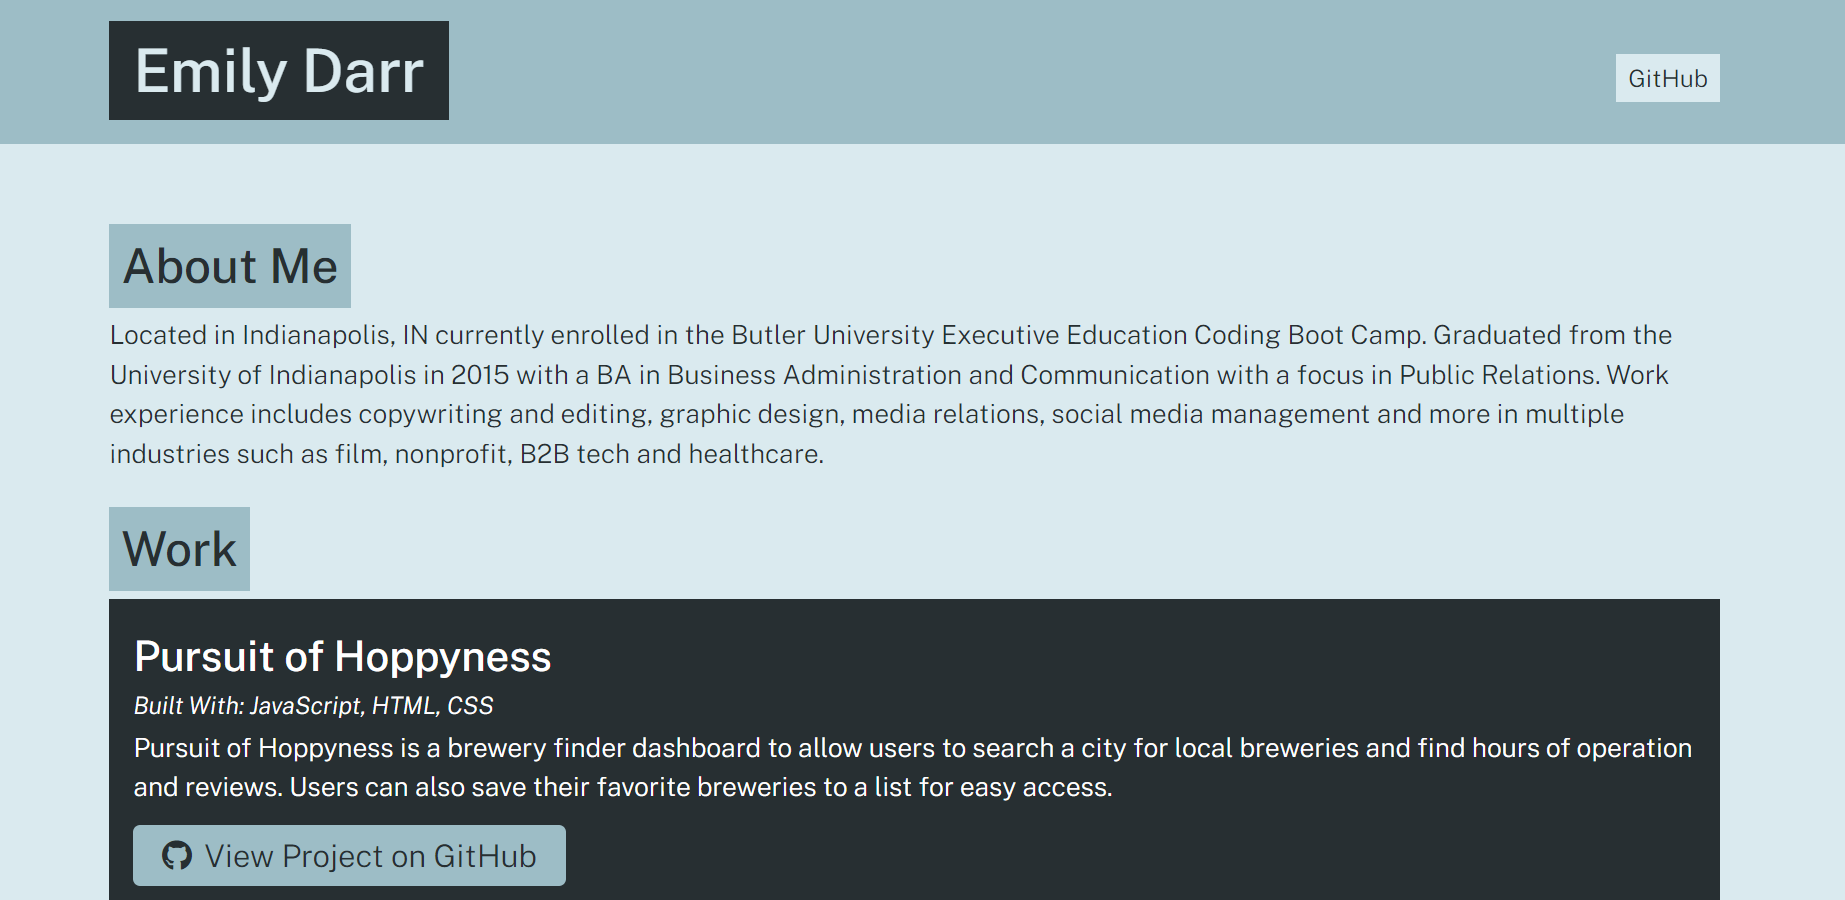 Emily Darr
GitHub
About Me
Located in Indianapolis, IN currently enrolled in the Butler University Executive Education Coding Boot Camp. Graduated from the
University of Indianapolis in 2015 with a BA in Business Administration and Communication with a focus in Public Relations. Work
experience includes copywriting and editing, graphic design, media relations, social media management and more in multiple
industries such as film, nonprofit, B2B tech and healthcare.
Work
Pursuit of Hoppyness
Built With: JavaScript, HTML, CSS
Pursuit of Hoppyness is a brewery finder dashboard to allow users to search a city for local breweries and find hours of operation
and reviews. Users can also save their favorite breweries to a list for easy access.
View Project on GitHub